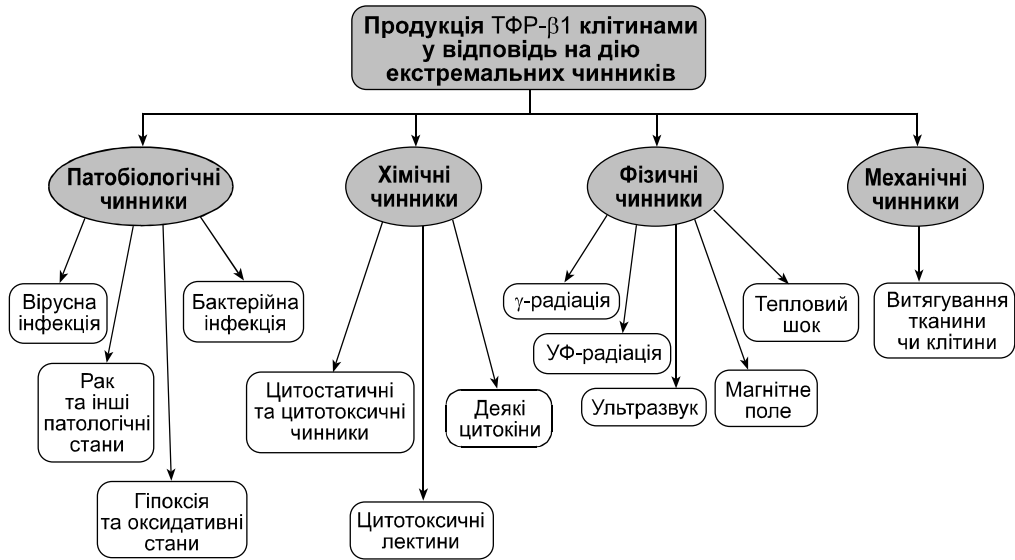 Продукція ТФР-β1 клітинами
у відповідь на дію
екстремальних чинників
Патобіологічні
чинники
Хімічні
чинники
Фізичні
чинники
Механічні
чинники
Вірусна
інфекція
Рак
та інші
патологічні
стани
Гіпоксія
та оксидативні
стани
Бактерійна
інфекція
Цитостатичні
та цитотоксичні
чинники
Цитотоксичні
лектини
Деякі
цитокіни
γ-радіація
УФ-радіація
Ультразвук
Магнітне
поле
Тепловий
шок
Витягування
тканини
чи клітини